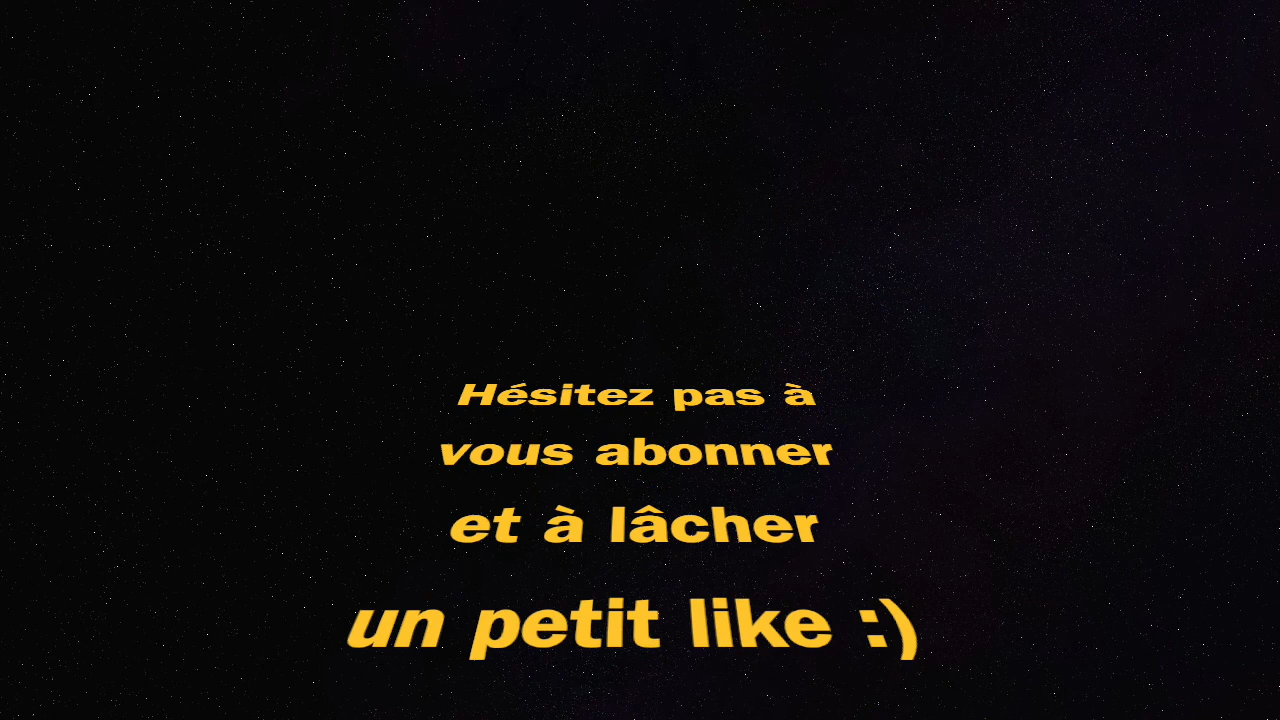 Hésitez pas à
vous abonner
et à lâcher
un petit like :)